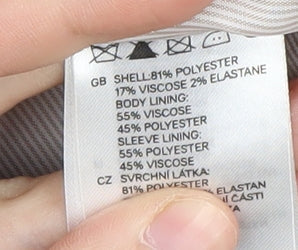 GB SHELL:81% POLYESTER
17% VISCOSE 2% ELASTANE
BODY LINING:
55% VISCOSE
45% POLYESTER
SLEEVE LINING:
55% POLYESTER
45% VISCOSE
CZ SVRCHNÍ LÁTKA:
81% POLYESTER ELASTAN
ČÁSTI